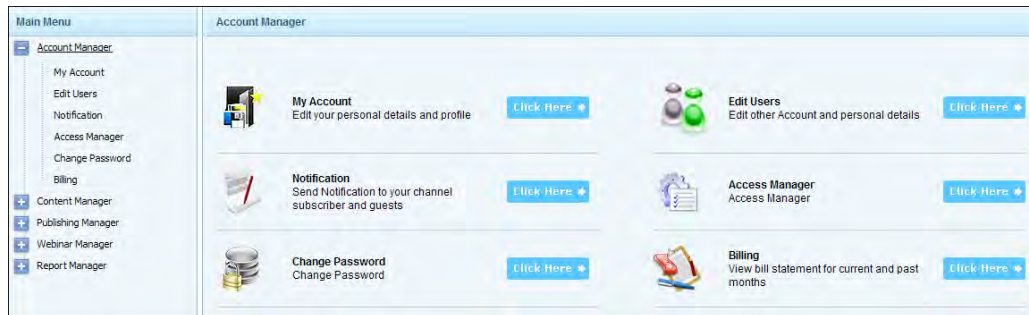 Main Menu
Account Manager
My Account
Edit Users
Notification
Access Manager
Change Password
Billing
Content Manager
Publishing Manager
Webinar Manager
Report Manager
Account Manager
My Account
Edit your personal details and profile
Click Here
Edit Users
Edit other Account and personal details
Click Here
Notification
Send Notification to your channel
subscriber and guests
Click Here
Access Manager
Access Manager
Click Here
Change Password
Change Password
Click Here
Billing
View bill statement for current and past
months
Click Here